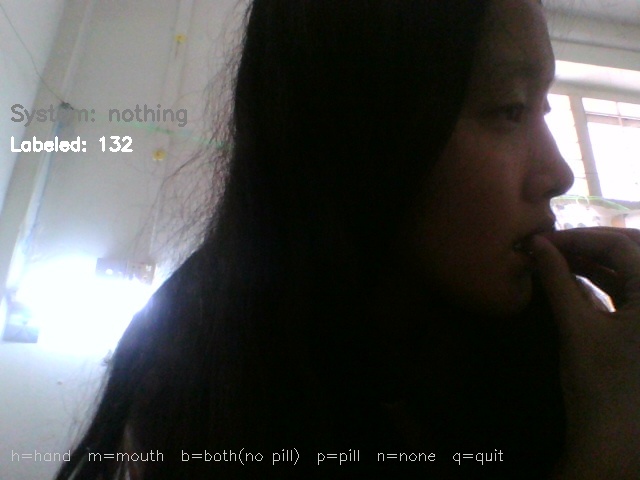 System: nothing
Labeled: 132
h=hand m=mouth b=both(no pill) p=pill n=none q=quit